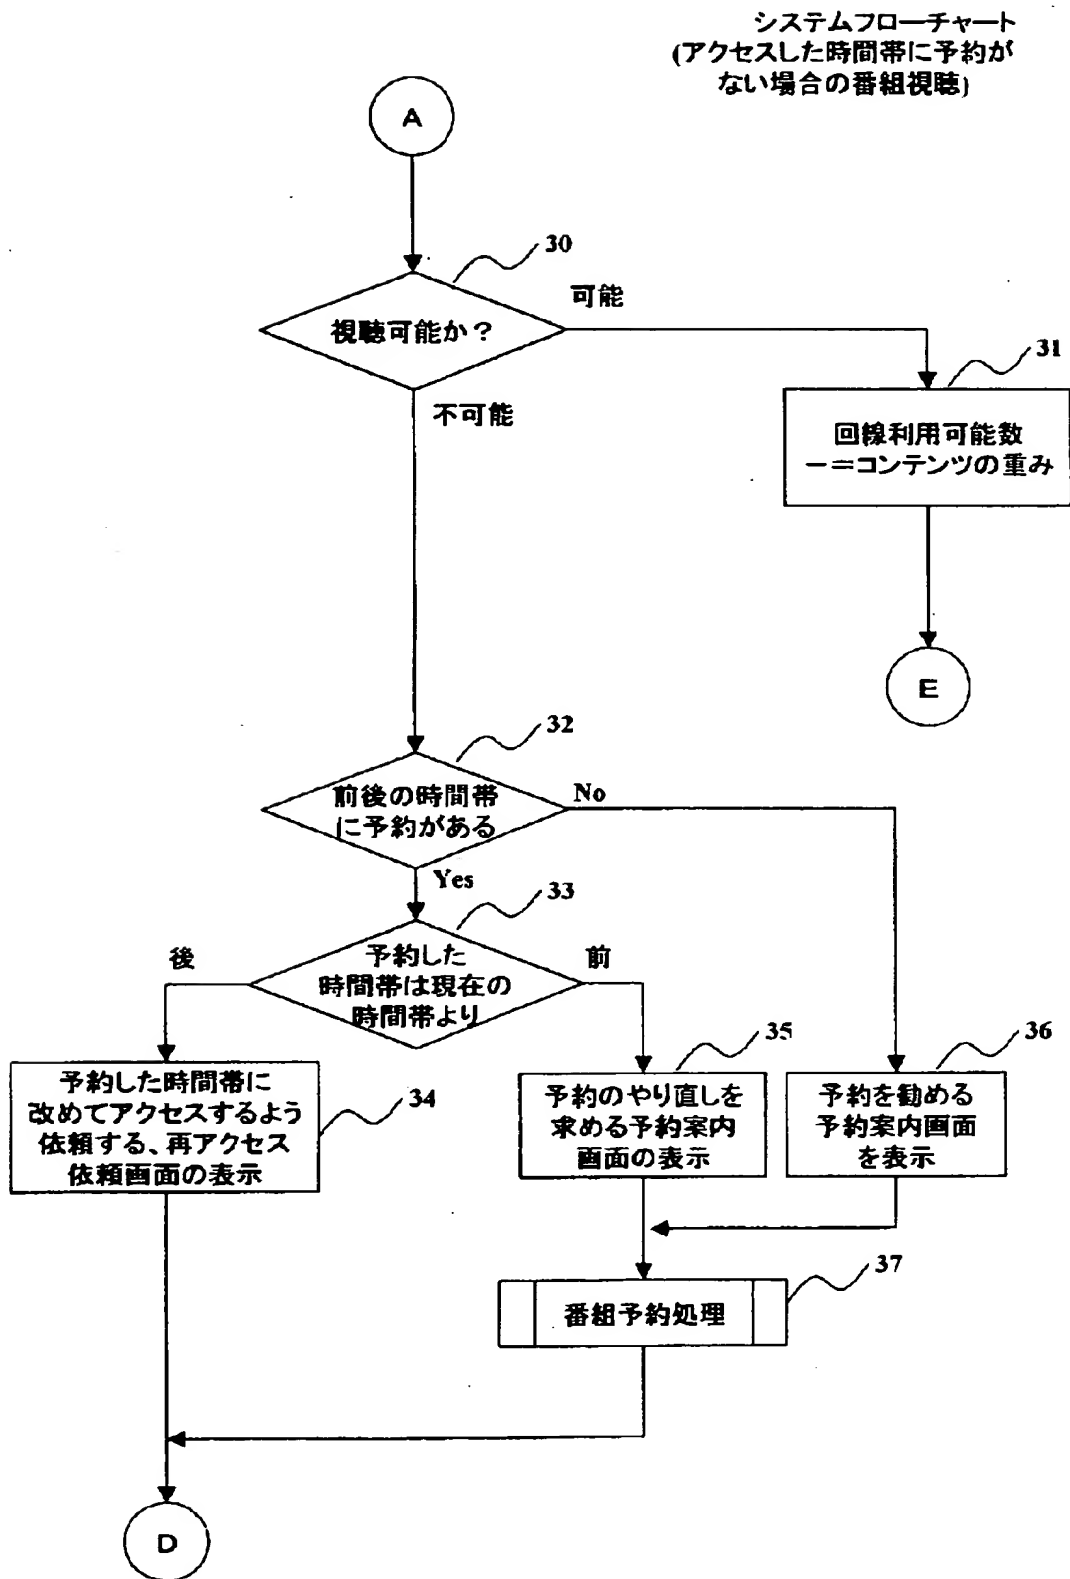 システムフローチャート
(アクセスした時間帯に予約が
ない場合の番組視聴)
A
30
視聴可能か？
可能
不可能
31
回線利用可能数
－＝コンテンツの重み
E
32
前後の時間帯
に予約がある
No
Yes
33
予約した
時間帯は現在の
時間帯より
後
前
34
予約した時間帯に
改めてアクセスするよう
依頼する、再アクセス
依頼画面の表示
35
予約のやり直しを
求める予約案内
画面の表示
36
予約を勧める
予約案内画面
を表示
37
番組予約処理
D